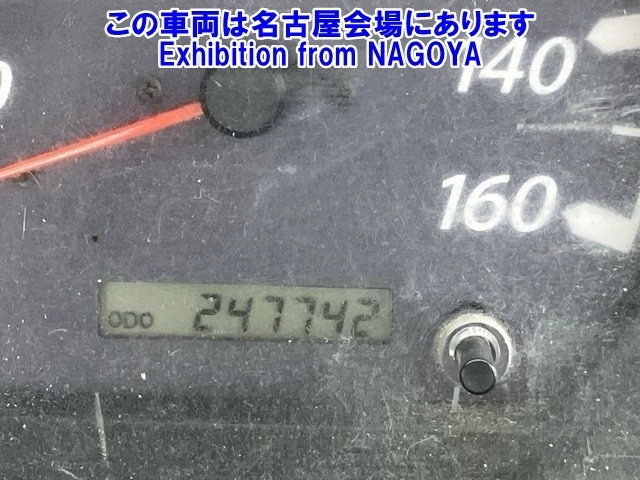 この車両は名古屋会場にあります
Exhibition from NAGOYA
140
160
ODO 247742